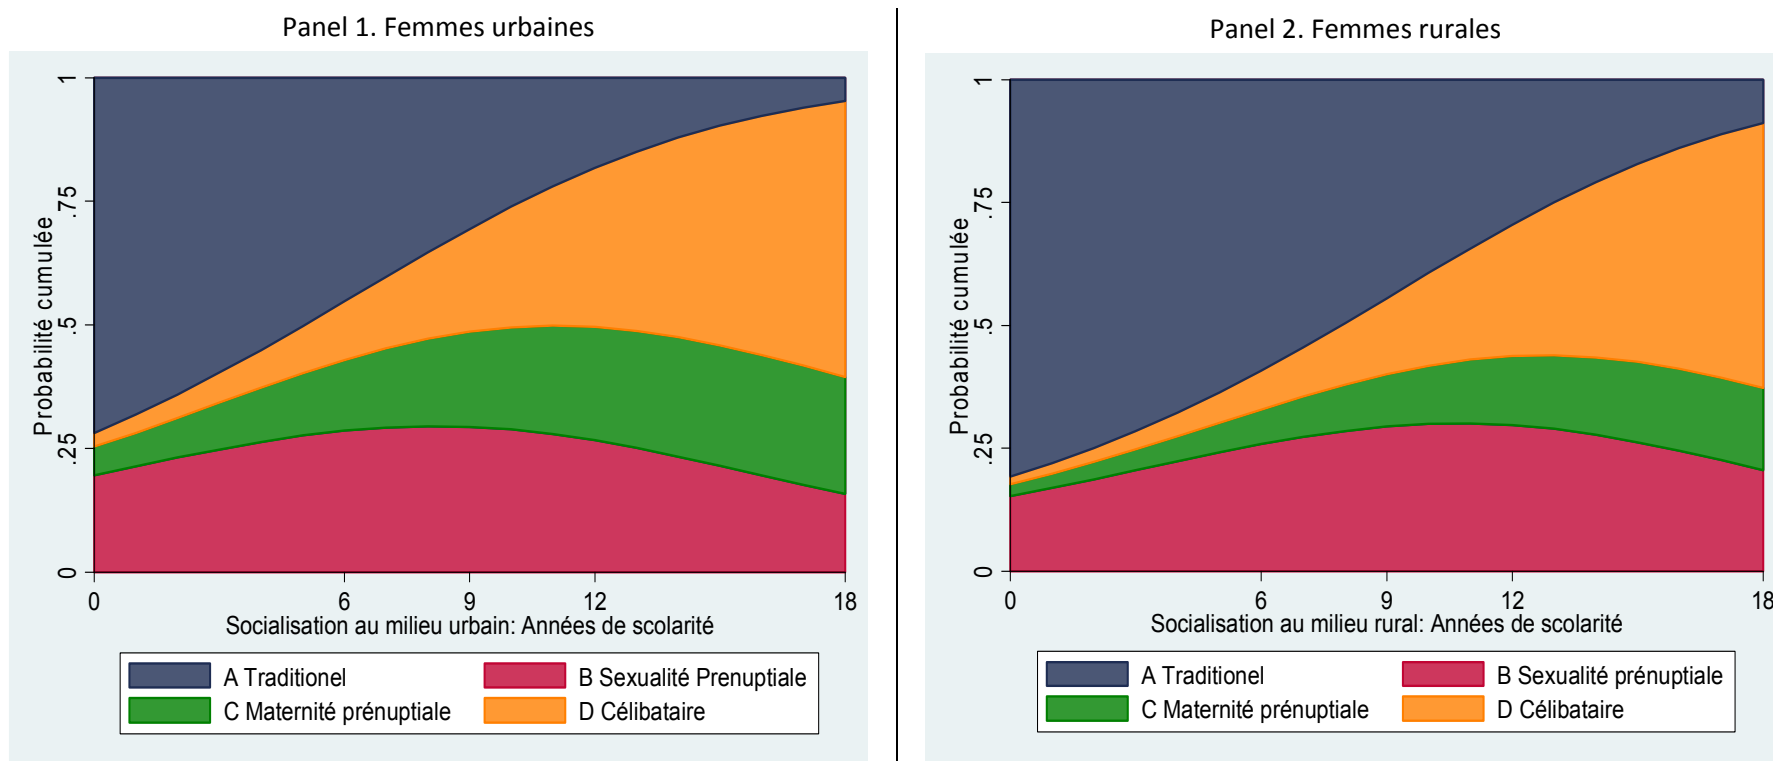 Panel 1. Femmes urbaines
Probabilité cumulée
1
.75
.5
.25
0
0 6 9 12 18
Socialisation au milieu urbain: Années de scolarité
A Traditionel B Sexualité Prenuptiale
C Maternité prénuptiale D Célibataire
Panel 2. Femmes rurales
Probabilité cumulée
1
.75
.5
.25
0
0 6 9 12 18
Socialisation au milieu rural: Années de scolarité
A Traditionel B Sexualité prénuptiale
C Maternité prénuptiale D Célibataire